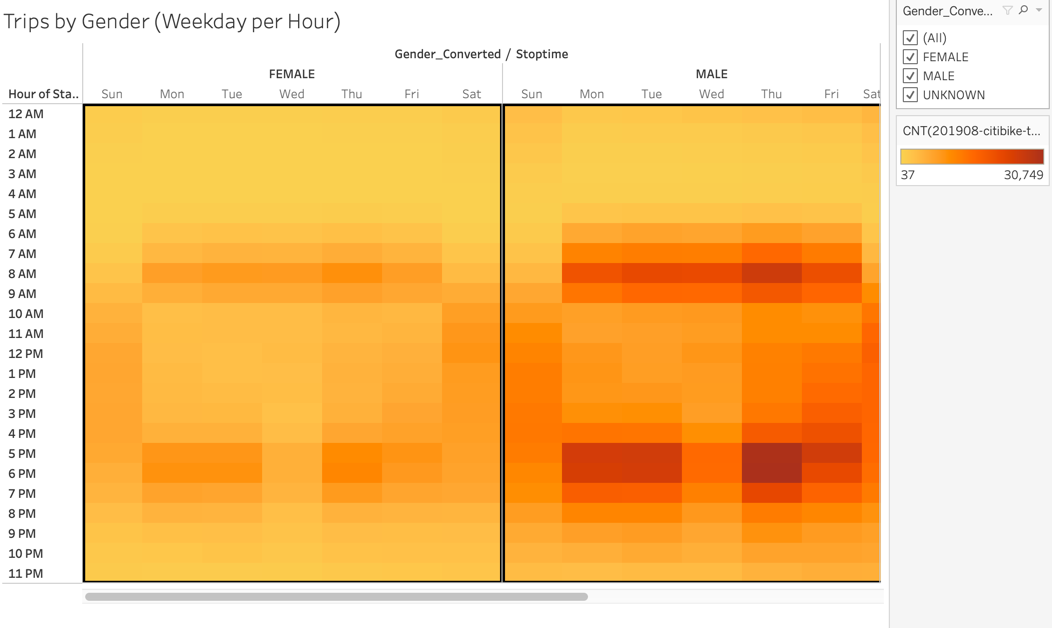 Trips by Gender (Weekday per Hour)
Gender_Converted / Stoptime
FEMALE MALE
Hour of Sta.. Sun Mon Tue Wed Thu Fri Sat Sun Mon Tue Wed Thu Fri Sat
12 AM
1 AM
2 AM
3 AM
4 AM
5 AM
6 AM
7 AM
8 AM
9 AM
10 AM
11 AM
12 PM
1 PM
2 PM
3 PM
4 PM
5 PM
6 PM
7 PM
8 PM
9 PM
10 PM
11 PM
Gender_Conve...
(All)
FEMALE
MALE
UNKNOWN
CNT(201908-citibike-t...
37 30,749